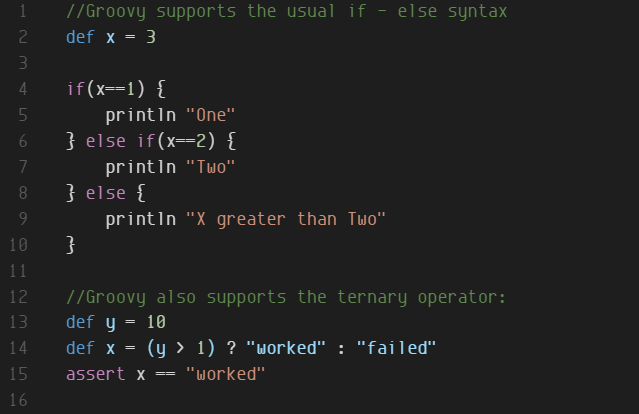 1 //Groovy supports the usual if - else syntax
2 def x = 3
3
4 if(x==1) {
5     println "One"
6 } else if(x==2) {
7     println "Two"
8 } else {
9     println "X greater than Two"
10 }
11
12 //Groovy also supports the ternary operator:
13 def y = 10
14 def x = (y > 1) ? "worked" : "failed"
15 assert x == "worked"
16